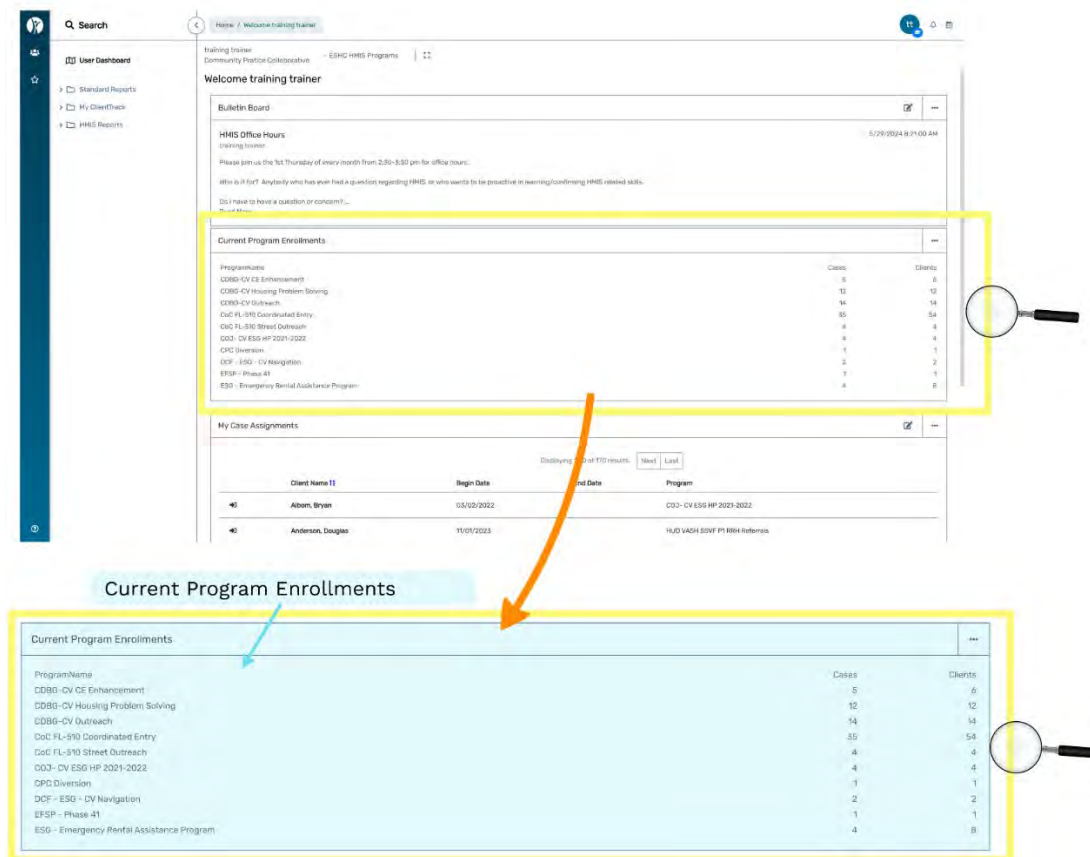 Search
Home / Welcome training trainer
tt
User Dashboard
training trainer
Community Pratice Collaborative - ESHC HMIS Programs
Welcome training trainer
Standard Reports
My ClientTrack
HMIS Reports
Bulletin Board
HMIS Office Hours 5/29/2024 8:21:00 AM
training trainer
Please join us the 1st Thursday of every month from 2:30-3:30 pm for office hours.
Who is it for? Anybody who has ever had a question regarding HMIS, or who wants to be proactive in learning/confirming HMIS related skills.
Do I have to have a question or concern?...
Read More
Current Program Enrollments
ProgramName Cases Clients
CDBG-CV CE Enhancement 5 6
CDBG-CV Housing Problem Solving 12 12
CDBG-CV Outreach 14 14
CoC FL-510 Coordinated Entry 35 54
CoC FL-510 Street Outreach 4 4
COJ- CV ESG HP 2021-2022 4 4
CPC Diversion 1 1
DCF - ESG - CV Navigation 2 2
EFSP - Phase 41 1 1
ESG - Emergency Rental Assistance Program 4 8
My Case Assignments
Displaying of 170 results. Next Last
Client Name Begin Date End Date Program
Albom, Bryan 03/02/2022 COJ- CV ESG HP 2021-2022
Anderson, Douglas 11/01/2023 HUD VASH SSVF P1 RRH Referrals
Current Program Enrollments
Current Program Enrollments
ProgramName Cases Clients
CDBG-CV CE Enhancement 5 6
CDBG-CV Housing Problem Solving 12 12
CDBG-CV Outreach 14 14
CoC FL-510 Coordinated Entry 35 54
CoC FL-510 Street Outreach 4 4
COJ- CV ESG HP 2021-2022 4 4
CPC Diversion 1 1
DCF - ESG - CV Navigation 2 2
EFSP - Phase 41 1 1
ESG - Emergency Rental Assistance Program 4 8